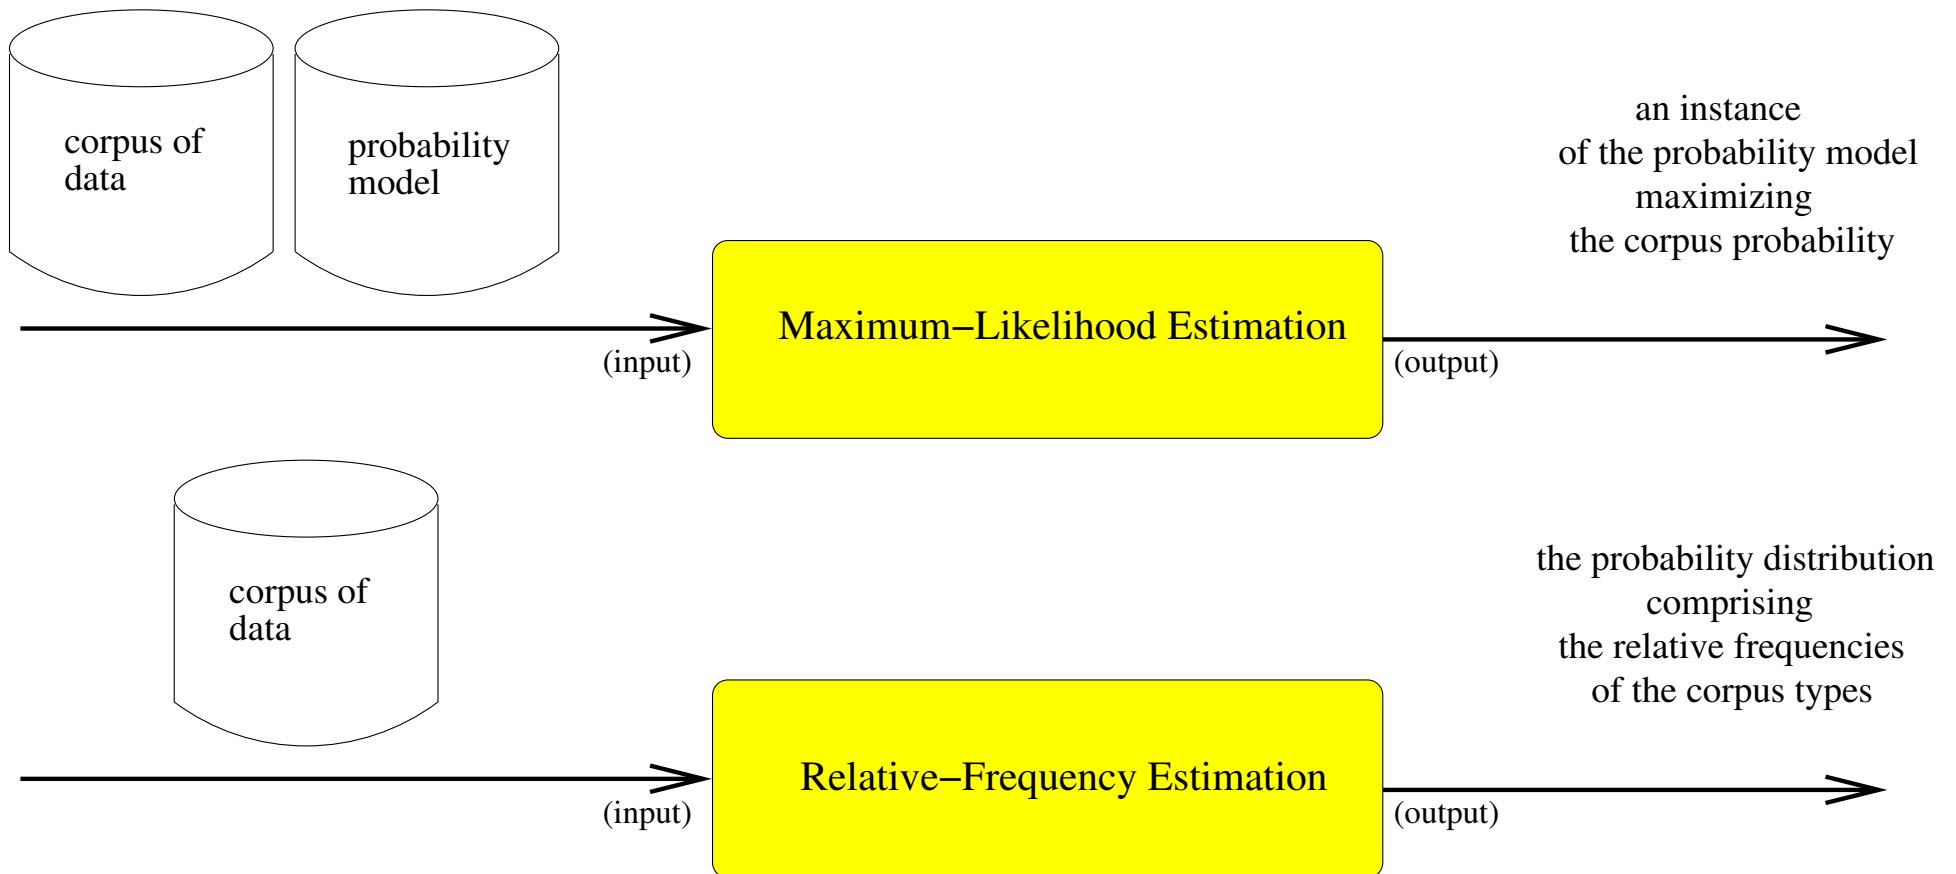 corpus of
data
probability
model
(input)
Maximum−Likelihood Estimation
(output)
an instance
of the probability model
maximizing
the corpus probability
corpus of
data
(input)
Relative−Frequency Estimation
(output)
the probability distribution
comprising
the relative frequencies
of the corpus types